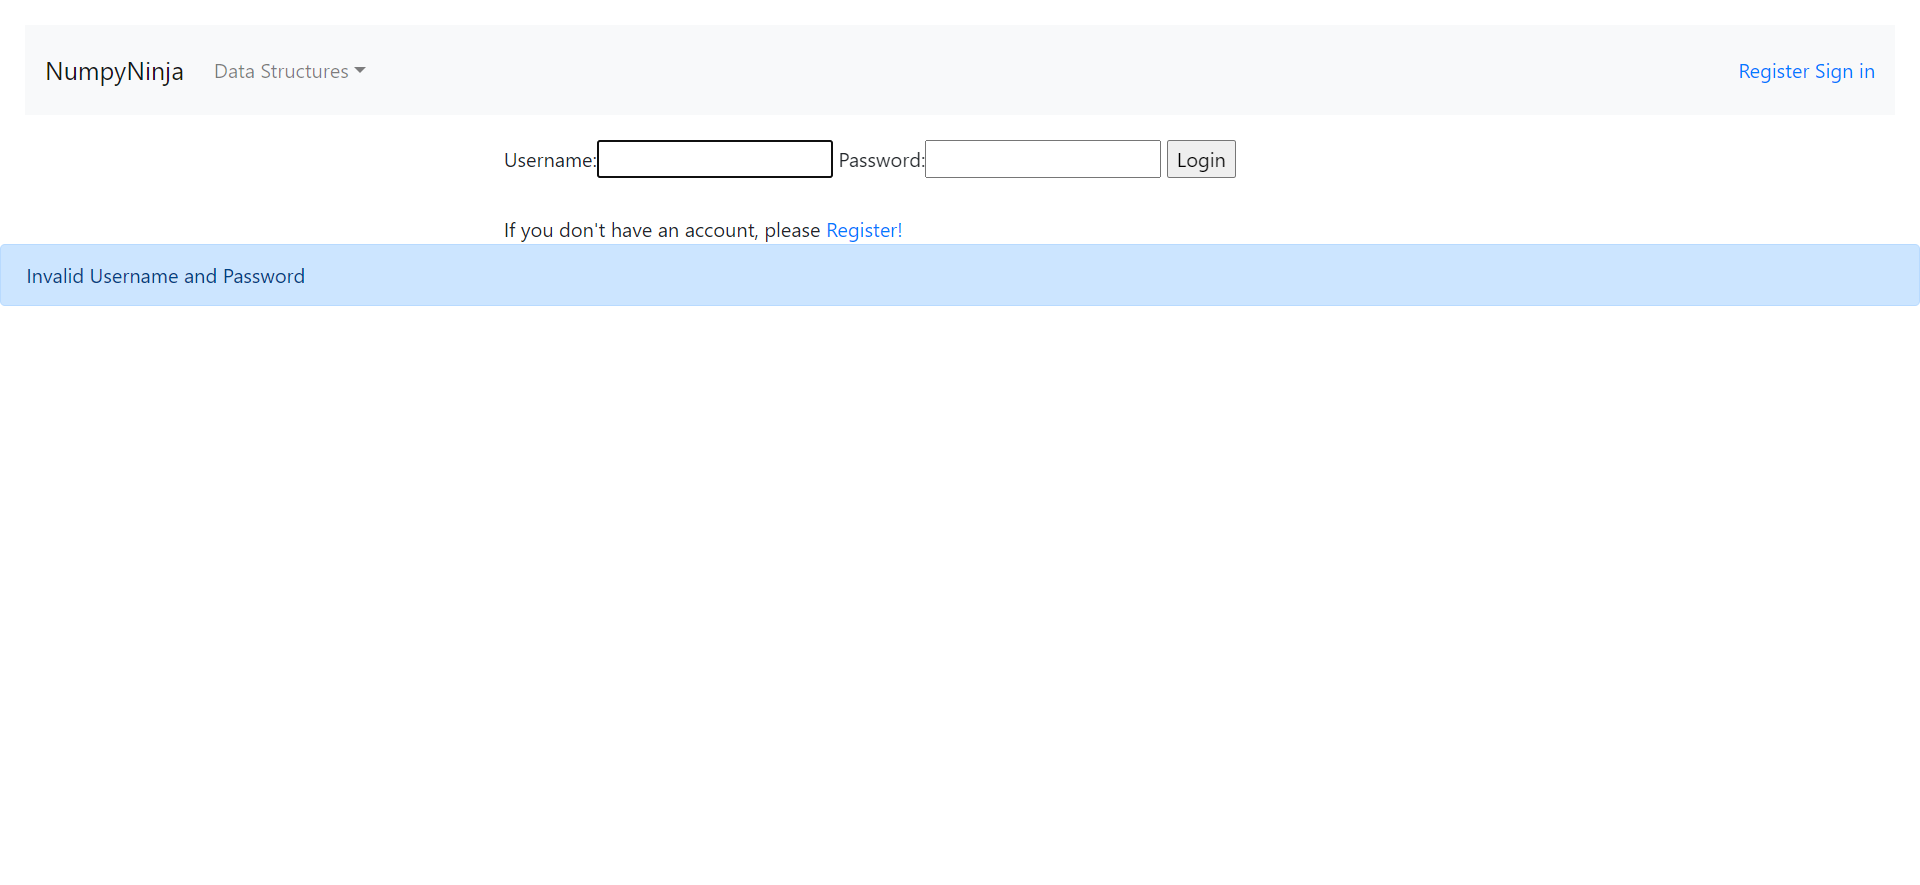 NumpyNinja Data Structures Register Sign in
Username: Password: Login
If you don't have an account, please Register!
Invalid Username and Password